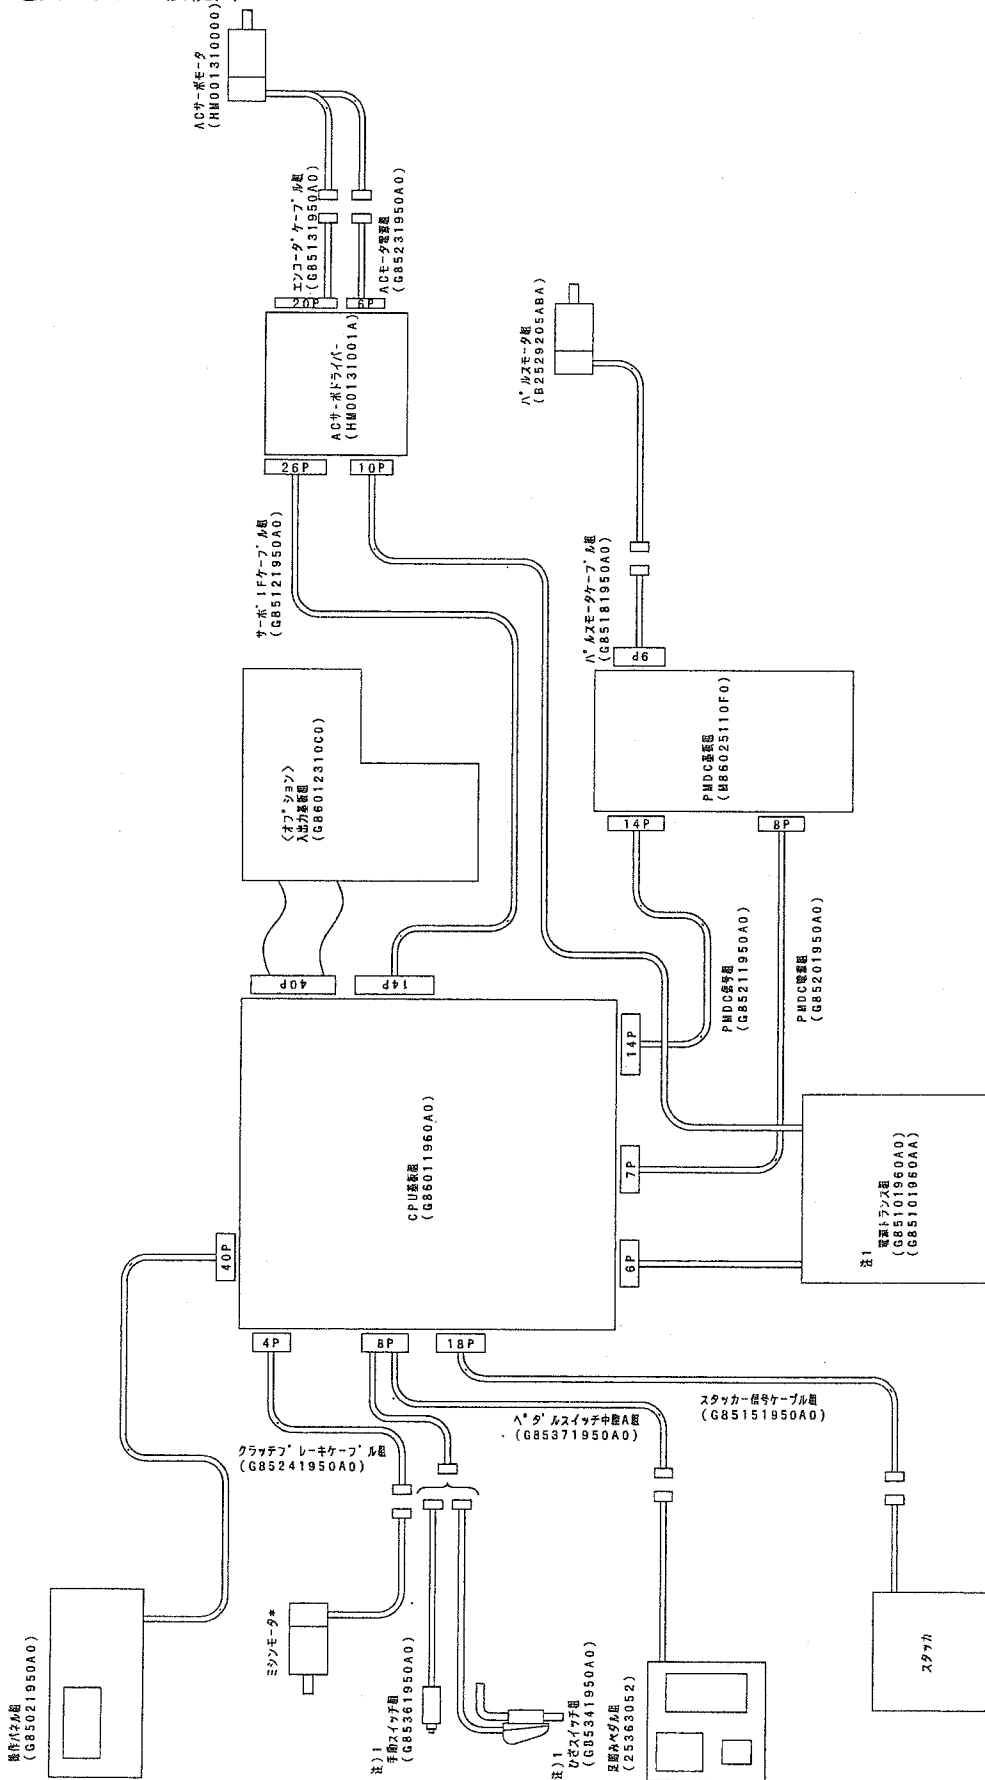 ACサーボモータ
(HM001310000)
エンコーダケーブル組
(G85131950A0)
20P
6P
ACモータ電源組
(G85231950A0)
ACサーボドライバー
(HM00131001A)
26P
10P
サーボIFケーブル組
(G85121950A0)
パルスモータ組
(B2529205ABA)
パルスモータケーブル組
(G85181950A0)
9P
PMDC基板組
(M86025110F0)
14P
8P
<オプション>
入出力基板組
(G86012310C0)
40P
14P
PMDC信号組
(G85211950A0)
PMDC電源組
(G85201950A0)
CPU基板組
(G86011960A0)
14P
7P
6P
40P
4P
8P
18P
注1
電源トランス組
(G85101960A0)
(G85101960AA)
クラッチブレーキケーブル組
(G85241950A0)
ペダルスイッチ中継A組
(G85371950A0)
スタッカー信号ケーブル組
(G85151950A0)
操作パネル組
(G85021950A0)
ミシンモータ*
注)1
手動スイッチ組
(G85361950A0)
注)1
ひざスイッチ組
(G85341950A0)
足踏みペダル組
(25363052)
スタッカ